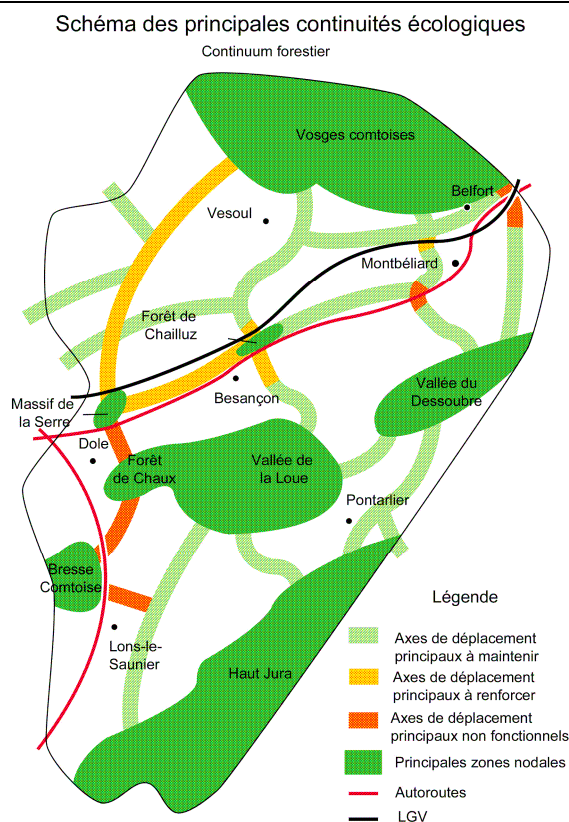 Schéma des principales continuités écologiques
Continuum forestier
Vosges comtoises
Belfort
Vesoul
Montbéliard
Forêt de
Chailluz
Besançon
Vallée du
Dessoubre
Massif de
la Serre
Dole
Forêt
de Chaux
Vallée de
la Loue
Pontarlier
Bresse
Comtoise
Lons-le-
Saunier
Haut Jura
Légende
Axes de déplacement
principaux à maintenir
Axes de déplacement
principaux à renforcer
Axes de déplacement
principaux non fonctionnels
Principales zones nodales
Autoroutes
LGV